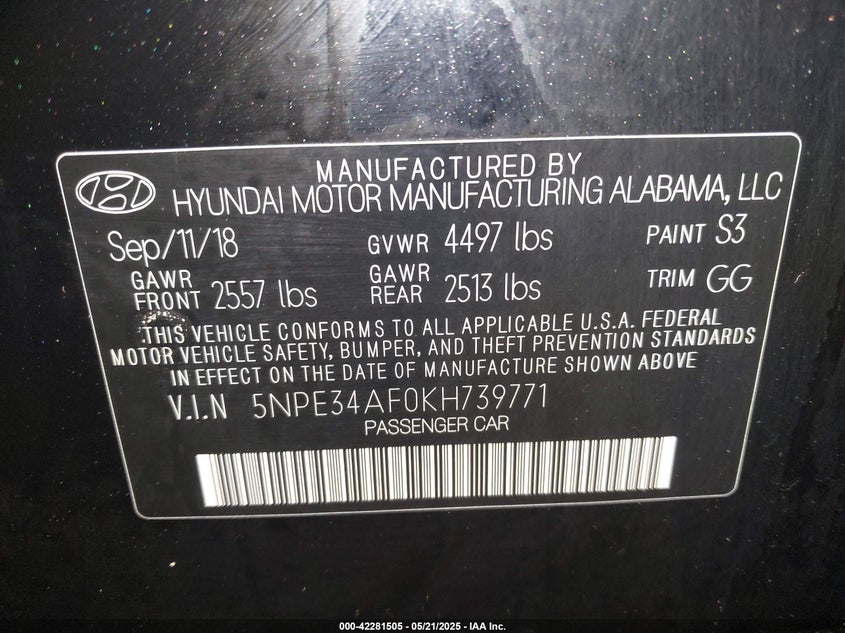 MANUFACTURED BY
HYUNDAI MOTOR MANUFACTURING ALABAMA, LLC
Sep/11/18 GVWR 4497 lbs PAINT S3
GAWR FRONT 2557 lbs GAWR REAR 2513 lbs TRIM GG
THIS VEHICLE CONFORMS TO ALL APPLICABLE U.S.A. FEDERAL
MOTOR VEHICLE SAFETY, BUMPER, AND THEFT PREVENTION STANDARDS
IN EFFECT ON THE DATE OF MANUFACTURE SHOWN ABOVE
V.I.N 5NPE34AF0KH739771
PASSENGER CAR
000-42281505 - 05/21/2025 - IAA Inc.